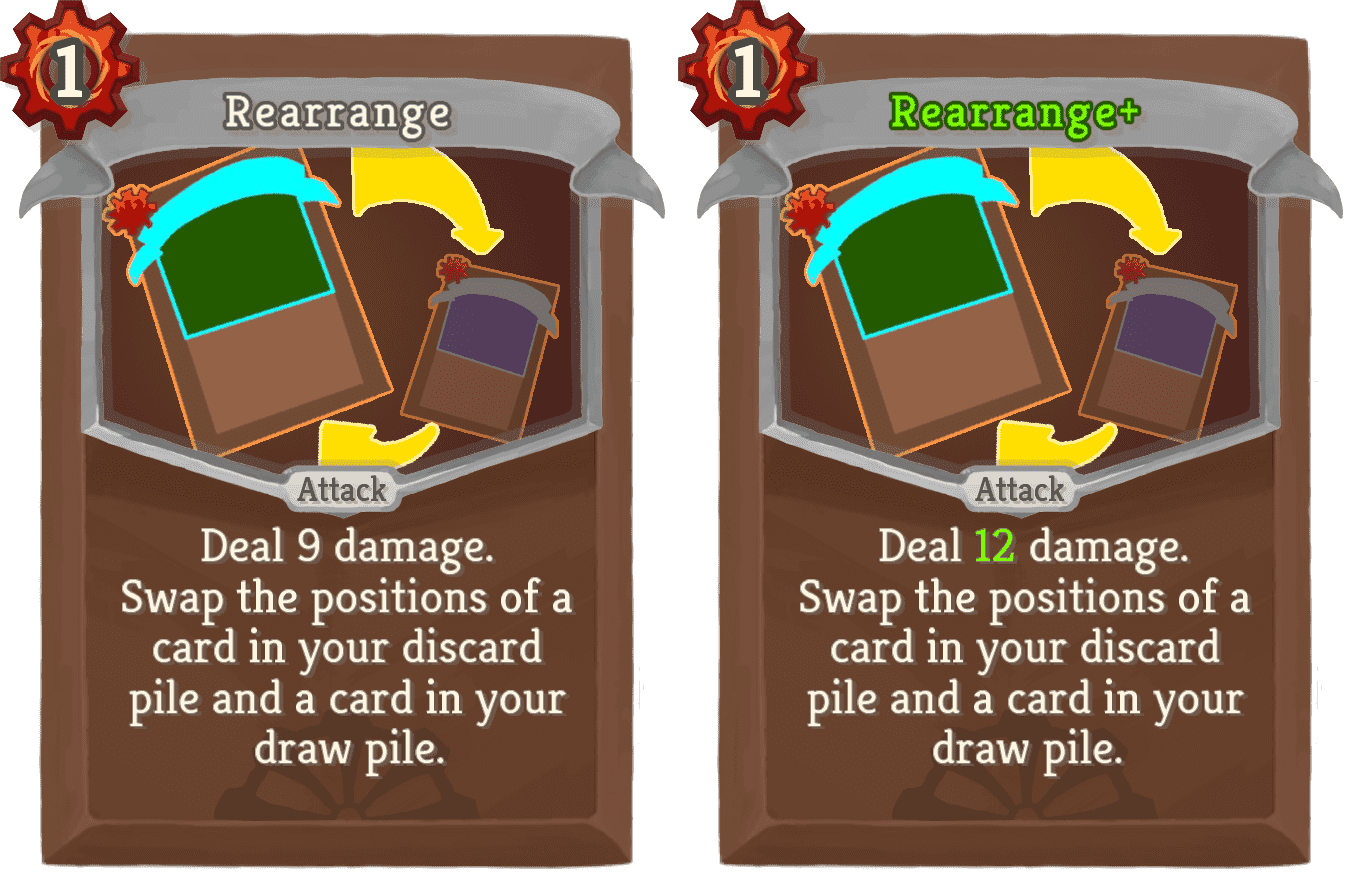 1
Rearrange
Attack
Deal 9 damage.
Swap the positions of a
card in your discard
pile and a card in your
draw pile.
1
Rearrange+
Attack
Deal 12 damage.
Swap the positions of a
card in your discard
pile and a card in your
draw pile.